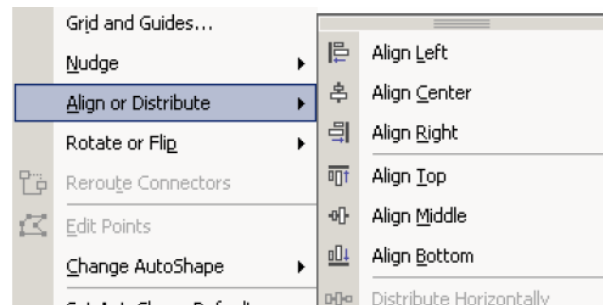 Grid and Guides...
Nudge
Align or Distribute
Rotate or Flip
Reroute Connectors
Edit Points
Change AutoShape
Align Left
Align Center
Align Right
Align Top
Align Middle
Align Bottom
Distribute Horizontally